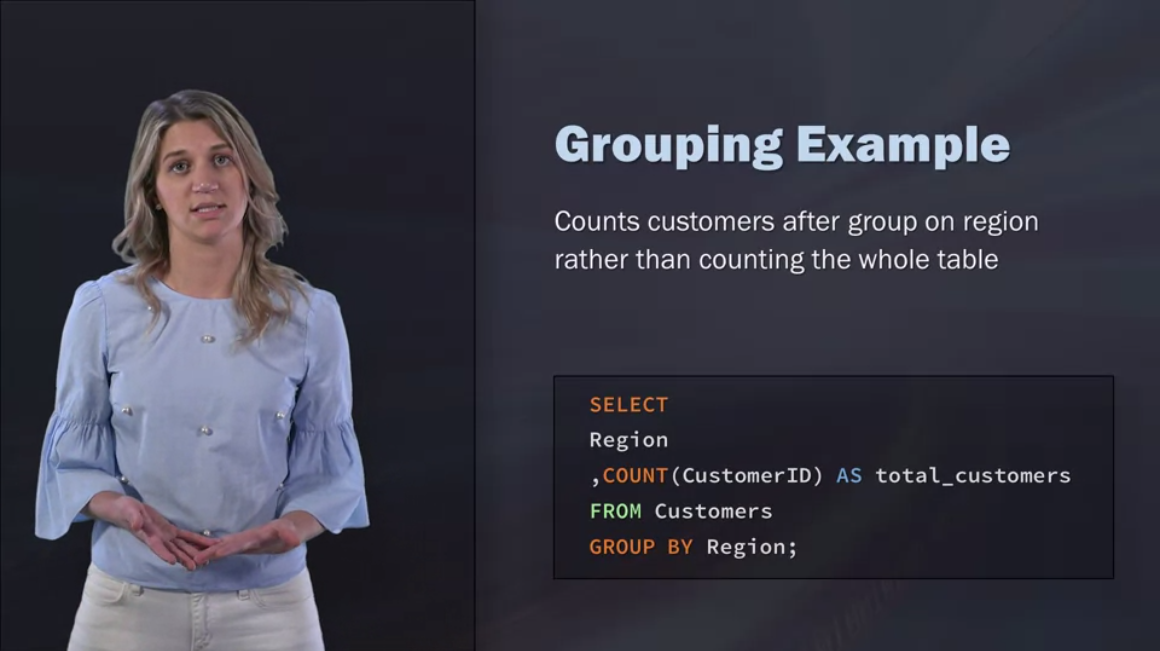 Grouping Example
Counts customers after group on region
rather than counting the whole table
SELECT
Region
,COUNT(CustomerID) AS total_customers
FROM Customers
GROUP BY Region;